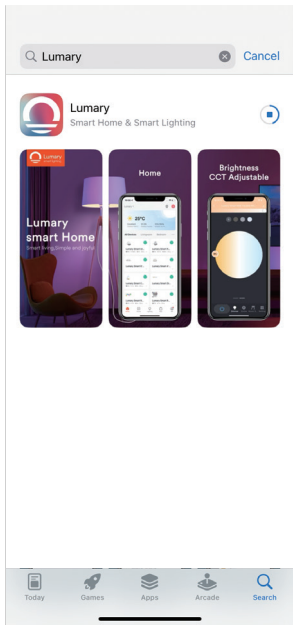 Lumary
Cancel
Lumary
Smart Home & Smart Lighting
Lumary
Lumary
smart Home
Smart living,Simple and joyful
Home
25°C
Brightness
CCT Adjustable
Today
Games
Apps
Arcade
Search